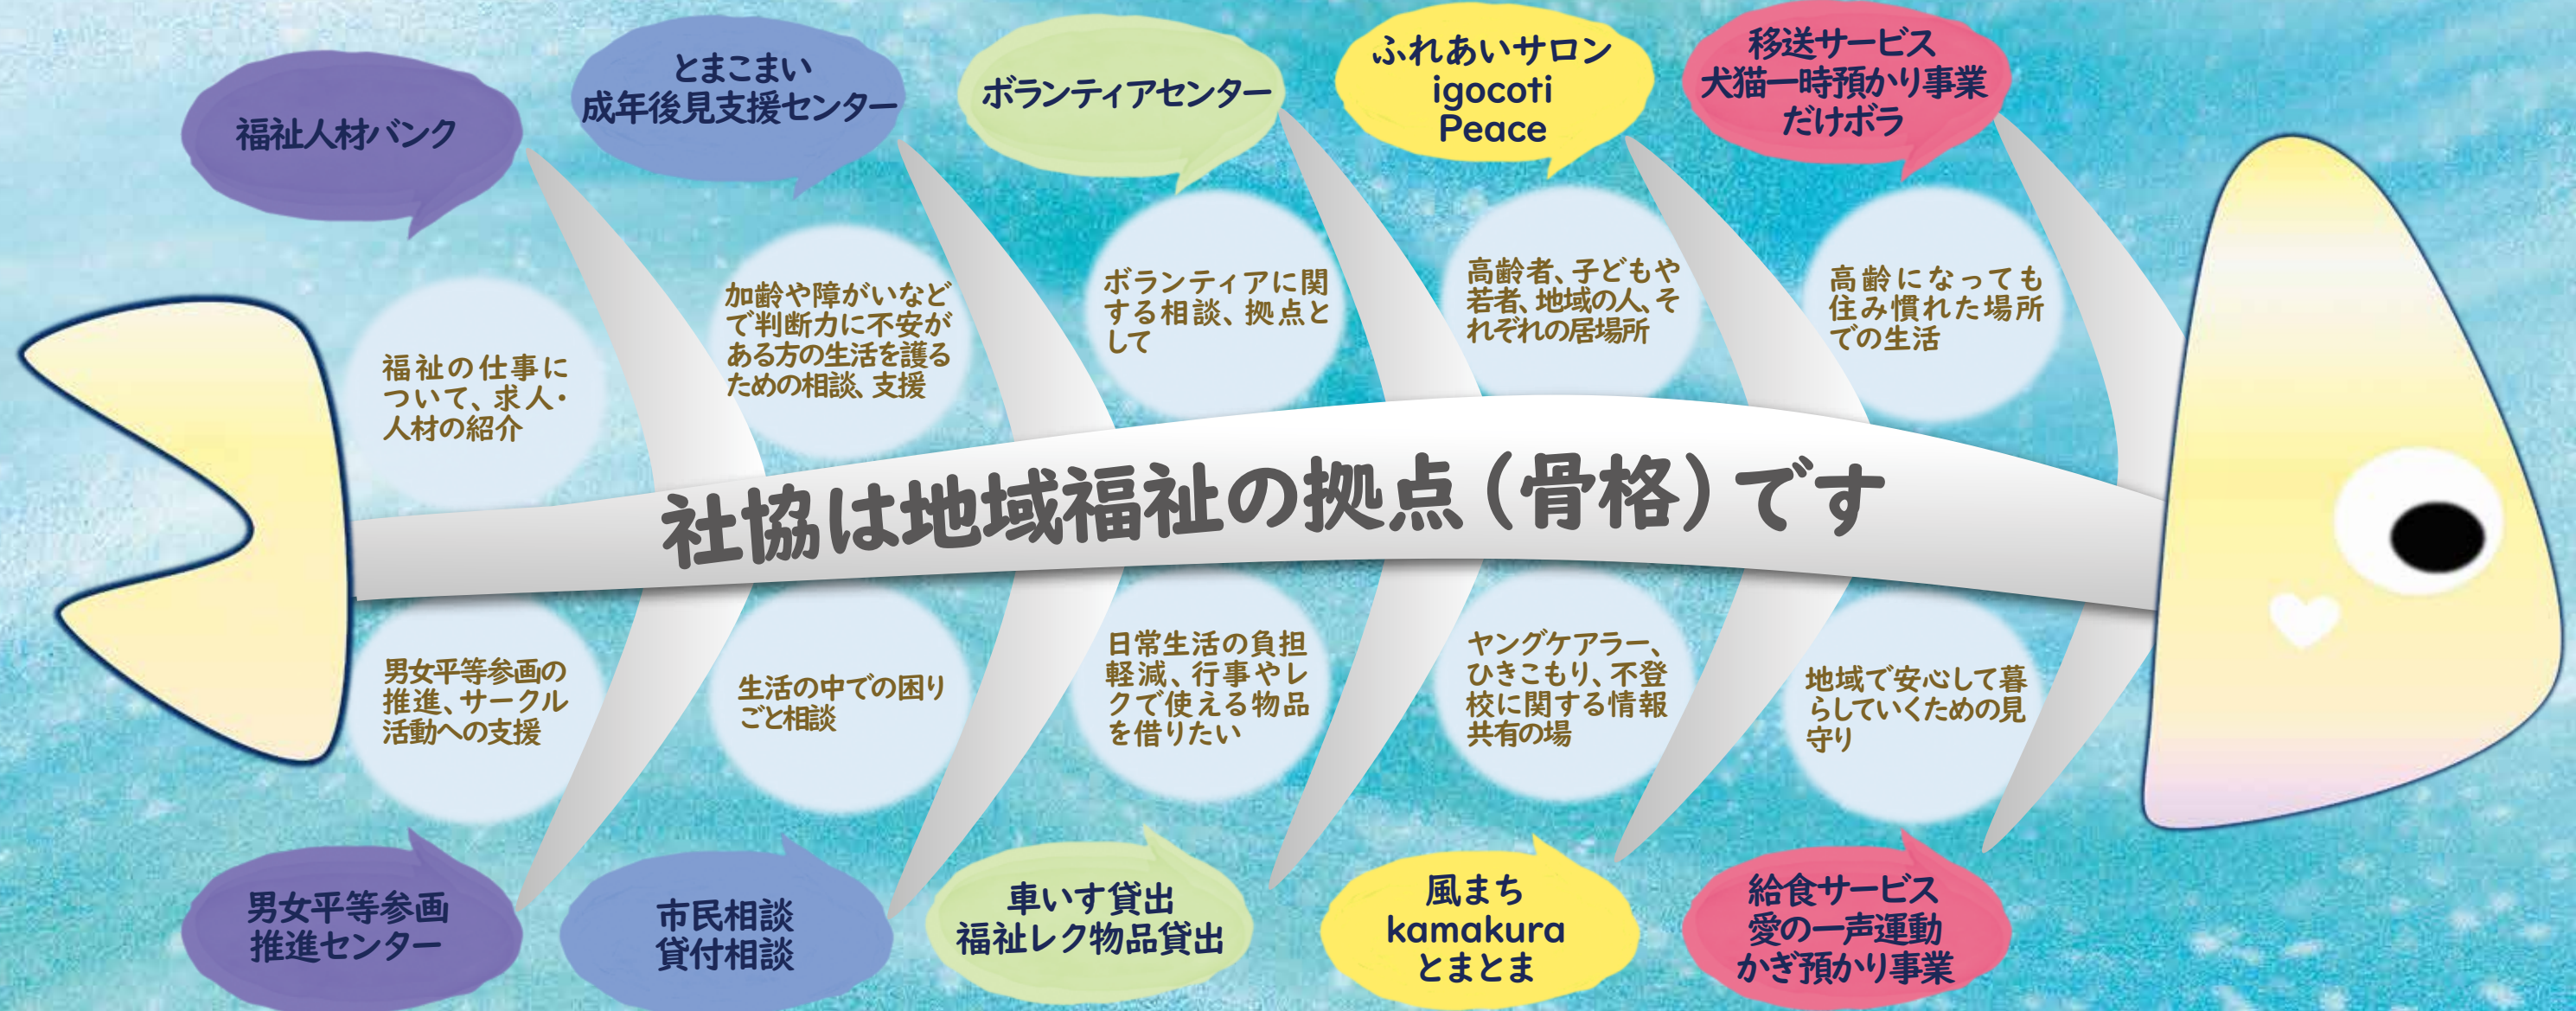 福祉人材バンク
とまこまい
成年後見支援センター
ボランティアセンター
ふれあいサロン
igocoti
Peace
移送サービス
犬猫一時預かり事業
だけボラ
福祉の仕事に
ついて、求人・
人材の紹介
加齢や障がいなど
で判断力に不安が
ある方の生活を護る
ための相談、支援
ボランティアに関
する相談、拠点と
して
高齢者、子どもや
若者、地域の人、そ
れぞれの居場所
高齢になっても
住み慣れた場所
での生活
社協は地域福祉の拠点(骨格)です
男女平等参画の
推進、サークル
活動への支援
生活の中での困り
ごと相談
日常生活の負担
軽減、行事やレ
クで使える物品
を借りたい
ヤングケアラー、
ひきこもり、不登
校に関する情報
共有の場
地域で安心して暮
らしていくための見
守り
男女平等参画
推進センター
市民相談
貸付相談
車いす貸出
福祉レク物品貸出
風まち
kamakura
とまとま
給食サービス
愛の一声運動
かぎ預かり事業